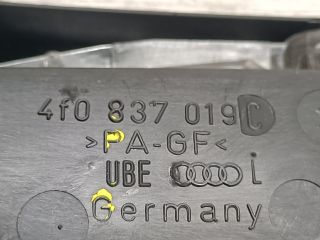 4f0 837 019 C
>PA-GF<
UBE L
Germany